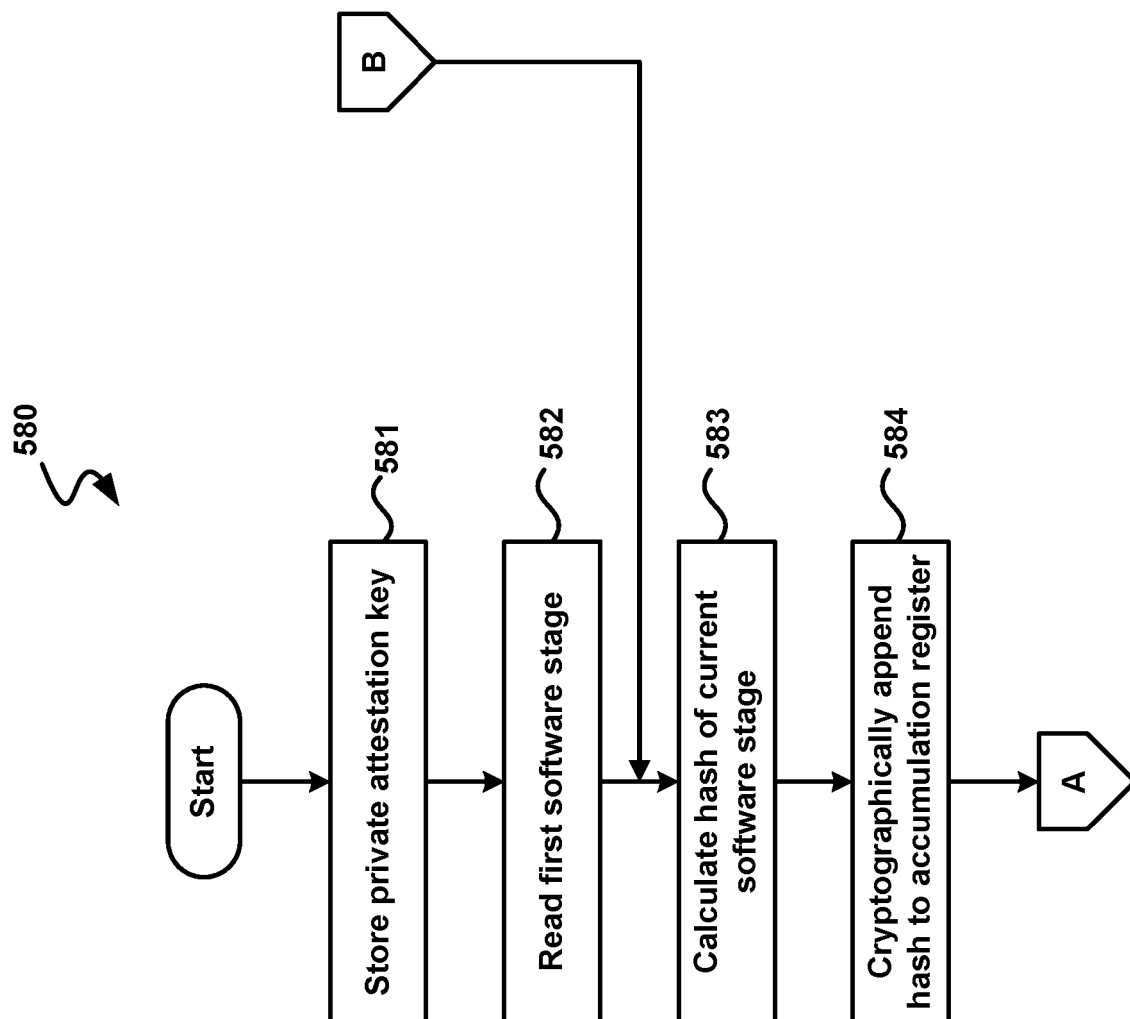 580
Start
Store private attestation key
581
Read first software stage
582
B
Calculate hash of current
software stage
583
Cryptographically append
hash to accumulation register
584
A